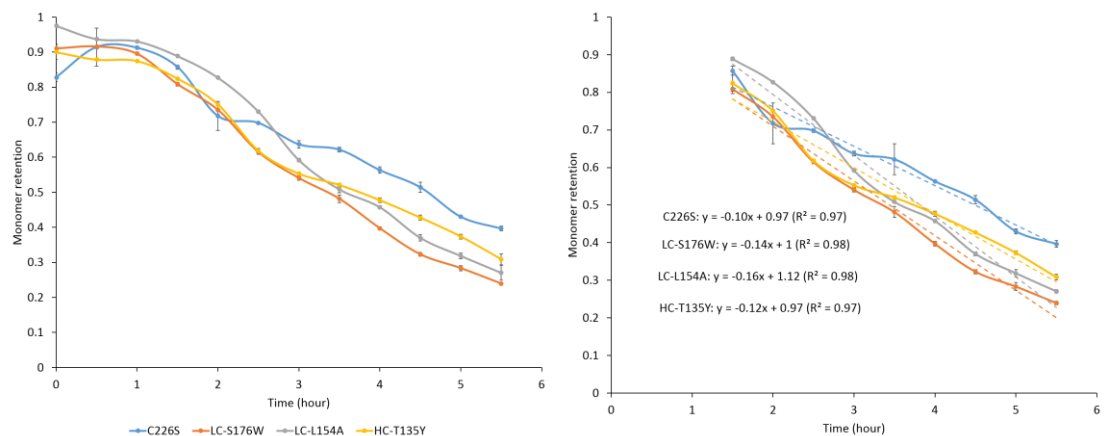 1
0.9
0.8
0.7
0.6
0.5
0.4
0.3
0.2
0.1
0
Monomer retention
0 1 2 3 4 5 6
Time (hour)
C226S LC-S176W LC-L154A HC-T135Y
1
0.9
0.8
0.7
0.6
0.5
0.4
0.3
0.2
0.1
0
Monomer retention
C226S: y = -0.10x + 0.97 (R² = 0.97)
LC-S176W: y = -0.14x + 1 (R² = 0.98)
LC-L154A: y = -0.16x + 1.12 (R² = 0.98)
HC-T135Y: y = -0.12x + 0.97 (R² = 0.97)
0 1 2 3 4 5 6
Time (hour)